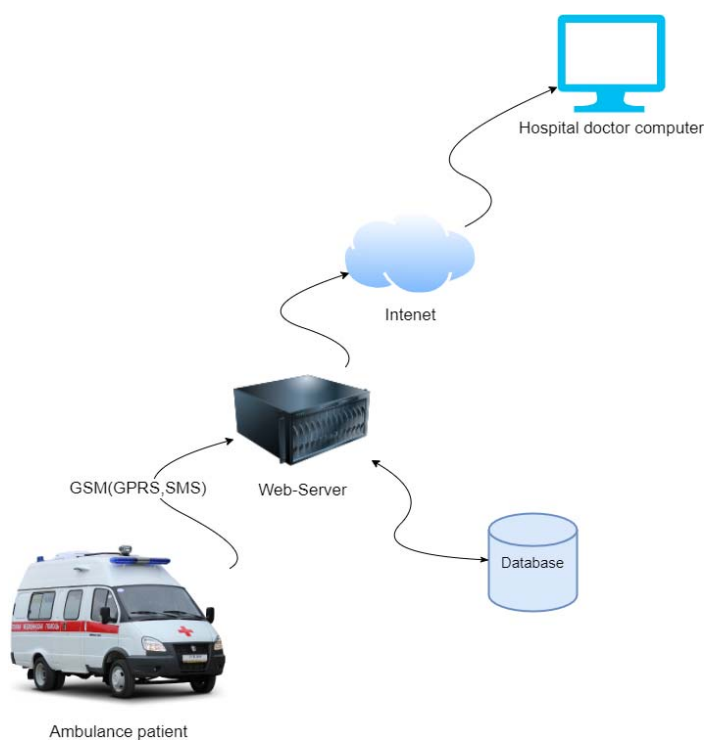 Hospital doctor computer
Intenet
GSM(GPRS,SMS)
Web-Server
Database
Ambulance patient